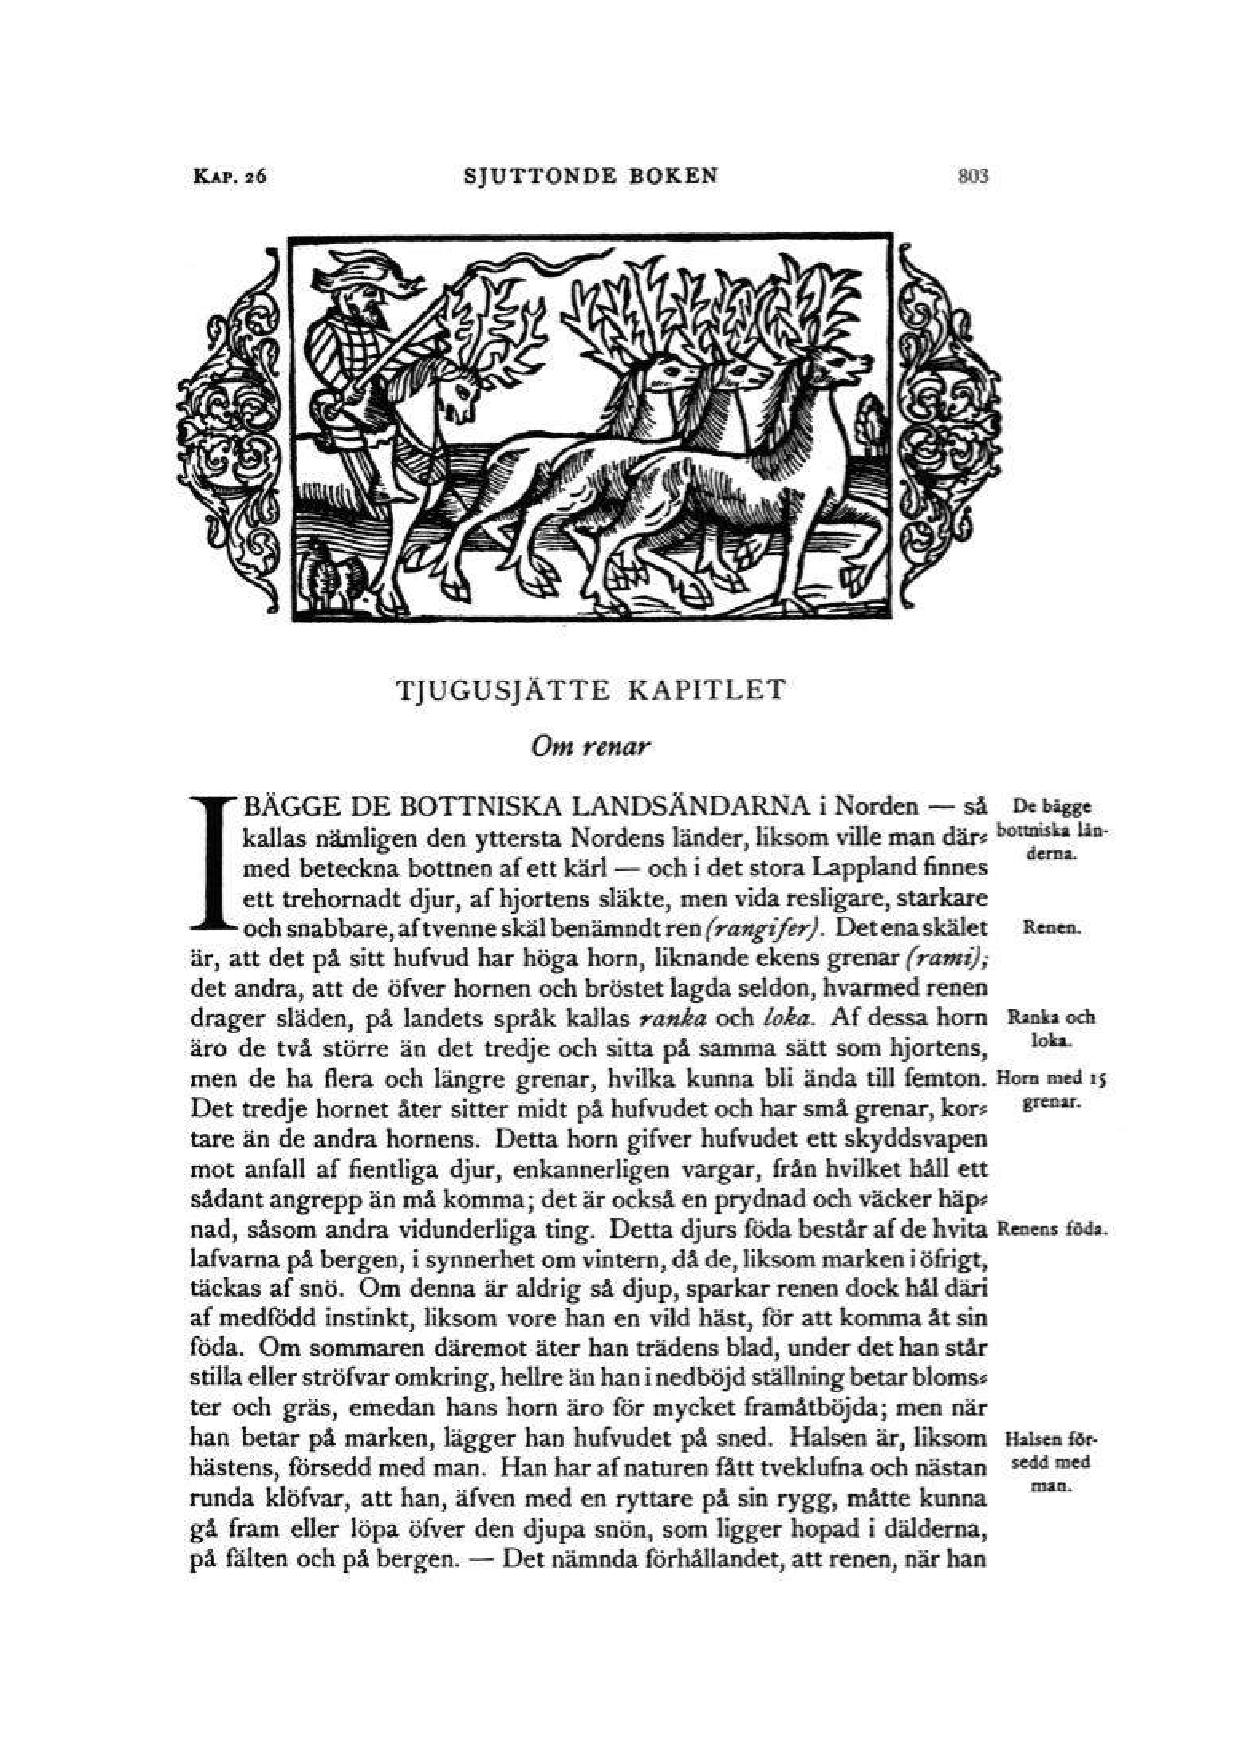 KAP. 26 SJUTTONDE BOKEN 803
TJUGUSJÄTTE KAPITLET
Om renar
I BÄGGE DE BOTTNISKA LANDSÄNDARNA i Norden — så
kallas nämligen den yttersta Nordens länder, liksom ville man där-
med beteckna bottnen af ett kärl — och i det stora Lappland finnes
ett trehornadt djur, af hjortens släkte, men vida resligare, starkare
och snabbare, af tvenne skäl benämndt ren (rangifer). Det ena skälet
är, att det på sitt hufvud har höga horn, liknande ekens grenar (rami);
det andra, att de öfver hornen och bröstet lagda seldon, hvarmed renen
drager släden, på landets språk kallas ranka och loka. Af dessa horn
äro de två större än det tredje och sitta på samma sätt som hjortens,
men de ha flera och längre grenar, hvilka kunna bli ända till femton.
Det tredje hornet åter sitter midt på hufvudet och har små grenar, kor-
tare än de andra hornens. Detta horn gifver hufvudet ett skyddsvapen
mot anfall af fientliga djur, enkannerligen vargar, från hvilket håll ett
sådant angrepp än må komma; det är också en prydnad och väcker häp-
nad, såsom andra vidunderliga ting. Detta djurs föda består af de hvita
lafvarna på bergen, i synnerhet om vintern, då de, liksom marken i öfrigt,
täckas af snö. Om denna är aldrig så djup, sparkar renen dock hål däri
af medfödd instinkt, liksom vore han en vild häst, för att komma åt sin
föda. Om sommaren däremot äter han trädens blad, under det han står
stilla eller ströfvar omkring, hellre än han i nedböjd ställning betar bloms-
ter och gräs, emedan hans horn äro för mycket framåtböjda; men när
han betar på marken, lägger han hufvudet på sned. Halsen är, liksom
hästens, försedd med man. Han har af naturen fått tveklufna och nästan
runda klöfvar, att han, äfven med en ryttare på sin rygg, måtte kunna
gå fram eller löpa öfver den djupa snön, som ligger hopad i dälderna,
på fälten och på bergen. — Det nämnda förhållandet, att renen, när han
De bägge
bottniska län-
derna.
Renen.
Ranka och
loka.
Horn med 15
grenar.
Renens föda.
Halsen för-
sedd med
man.